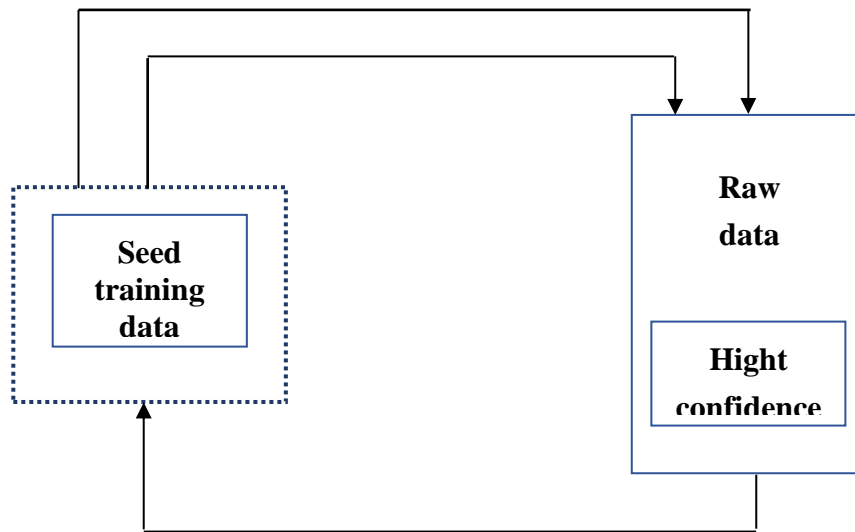 Raw
data
Seed
training
data
Hight
confidence